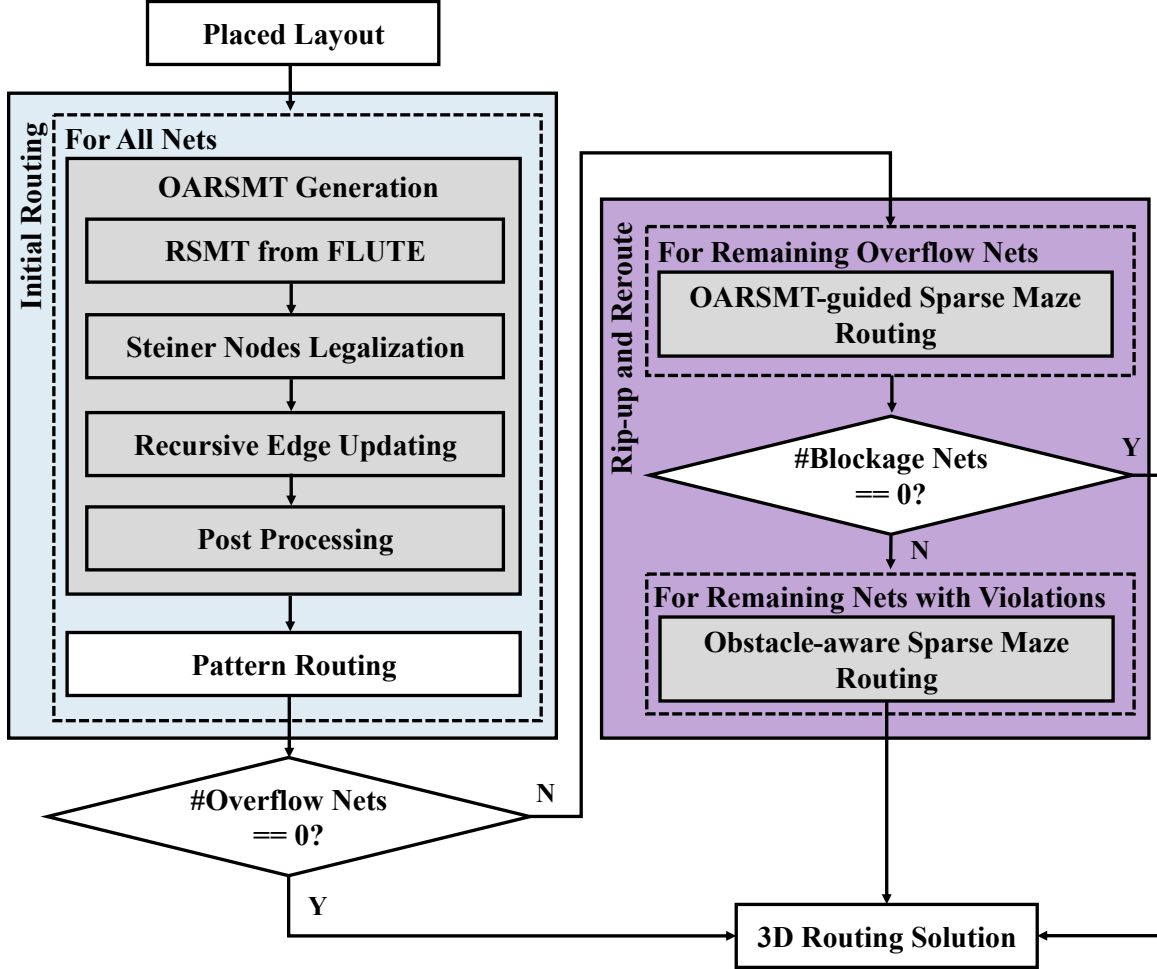 Placed Layout
Initial Routing
For All Nets
OARSMT Generation
RSMT from FLUTE
Steiner Nodes Legalization
Recursive Edge Updating
Post Processing
Pattern Routing
#Overflow Nets
== 0?
N
Y
Rip-up and Reroute
For Remaining Overflow Nets
OARSMT-guided Sparse Maze
Routing
#Blockage Nets
== 0?
Y
N
For Remaining Nets with Violations
Obstacle-aware Sparse Maze
Routing
3D Routing Solution